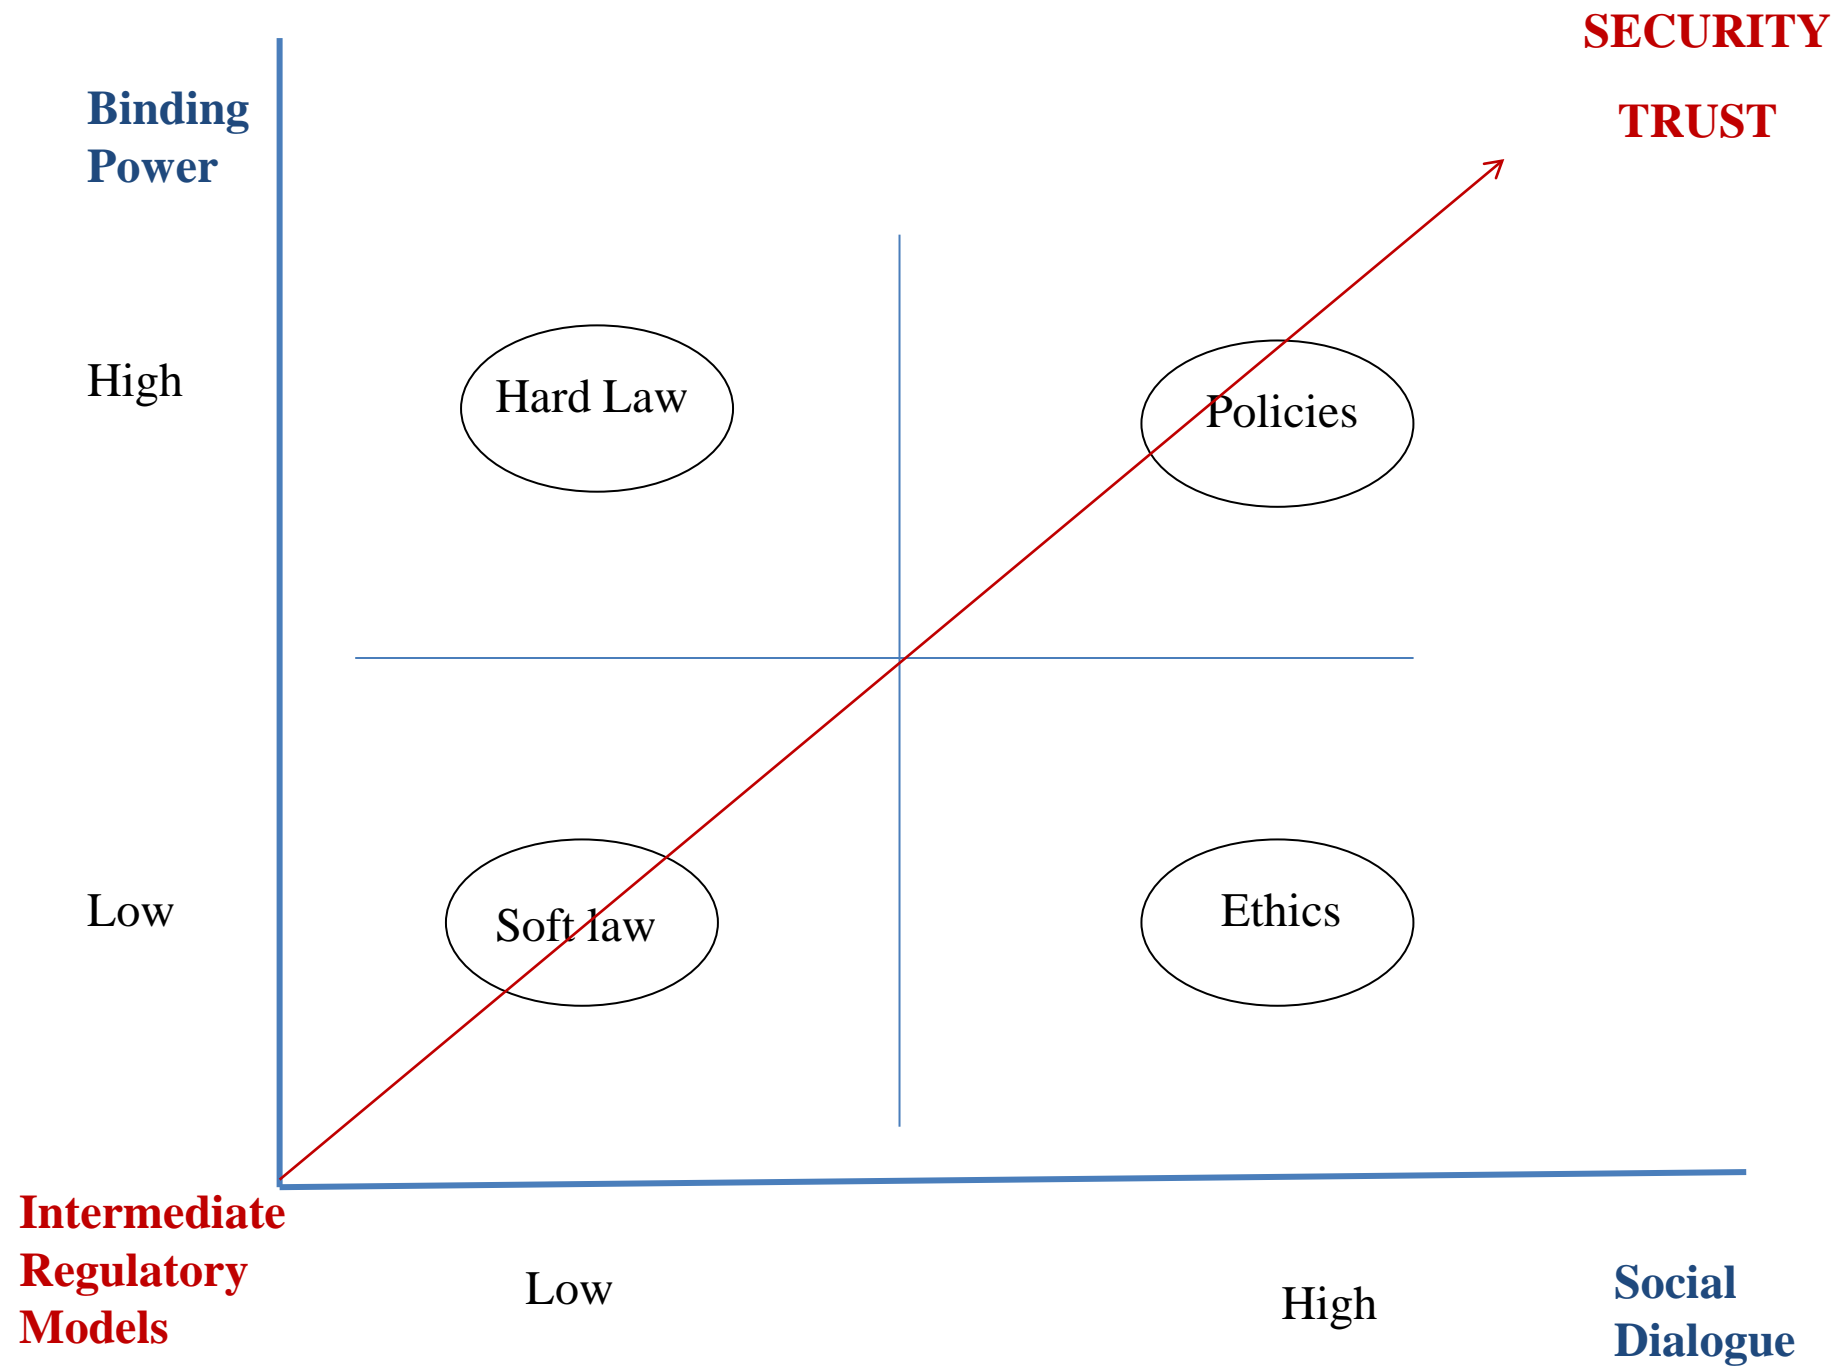 SECURITY
TRUST
Binding
Power
High
Hard Law
Policies
Low
Soft law
Ethics
Intermediate
Regulatory
Models
Low
High
Social
Dialogue